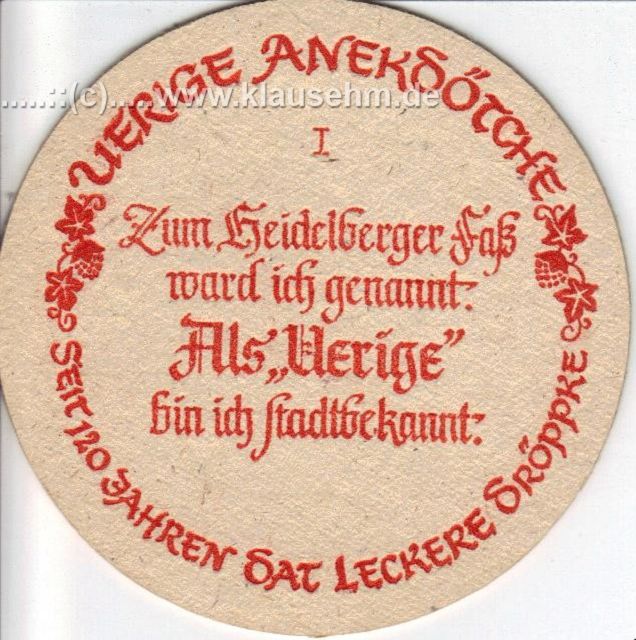 UERIGE ANEKDÖTCHE
......::(c).....www.klausehm.de
I
Zum Heidelberger Faß
ward ich genannt.
Als „Uerige”
bin ich stadtbekannt.
SEIT 120 JAHREN DAT LECKERE DRÖPPKE